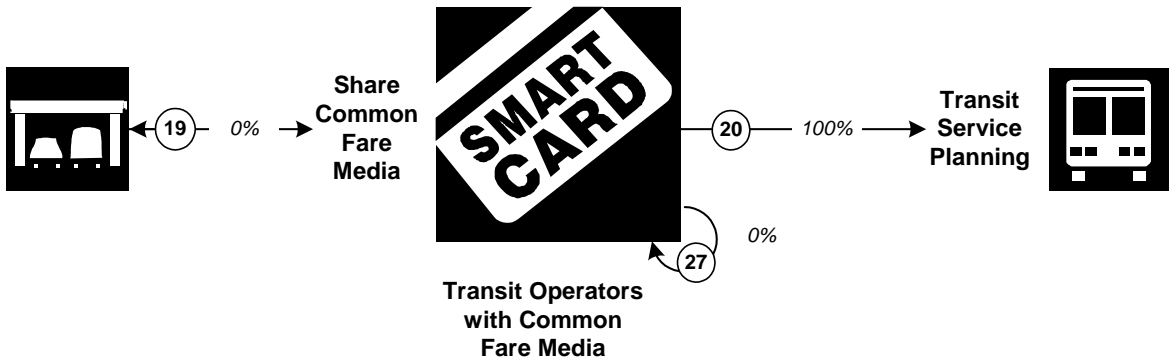 19
0%
Share
Common
Fare
Media
SMART
CARD
20
100%
Transit
Service
Planning
27
0%
Transit Operators
with Common
Fare Media